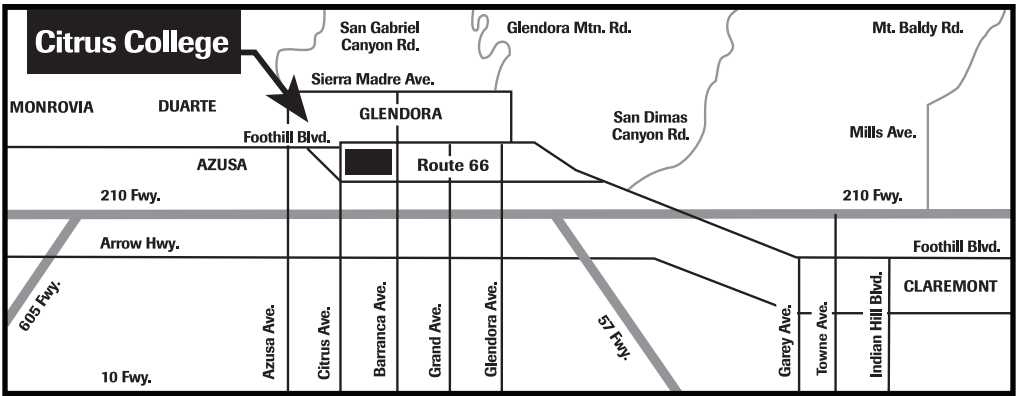 Citrus College
San Gabriel
Canyon Rd.
Glendora Mtn. Rd.
Mt. Baldy Rd.
Sierra Madre Ave.
MONROVIA
DUARTE
GLENDORA
San Dimas
Canyon Rd.
Mills Ave.
Foothill Blvd.
AZUSA
Route 66
210 Fwy.
210 Fwy.
Arrow Hwy.
Foothill Blvd.
CLAREMONT
605 Fwy.
57 Fwy.
Azusa Ave.
Citrus Ave.
Barranca Ave.
Grand Ave.
Glendora Ave.
Garey Ave.
Towne Ave.
Indian Hill Blvd.
10 Fwy.